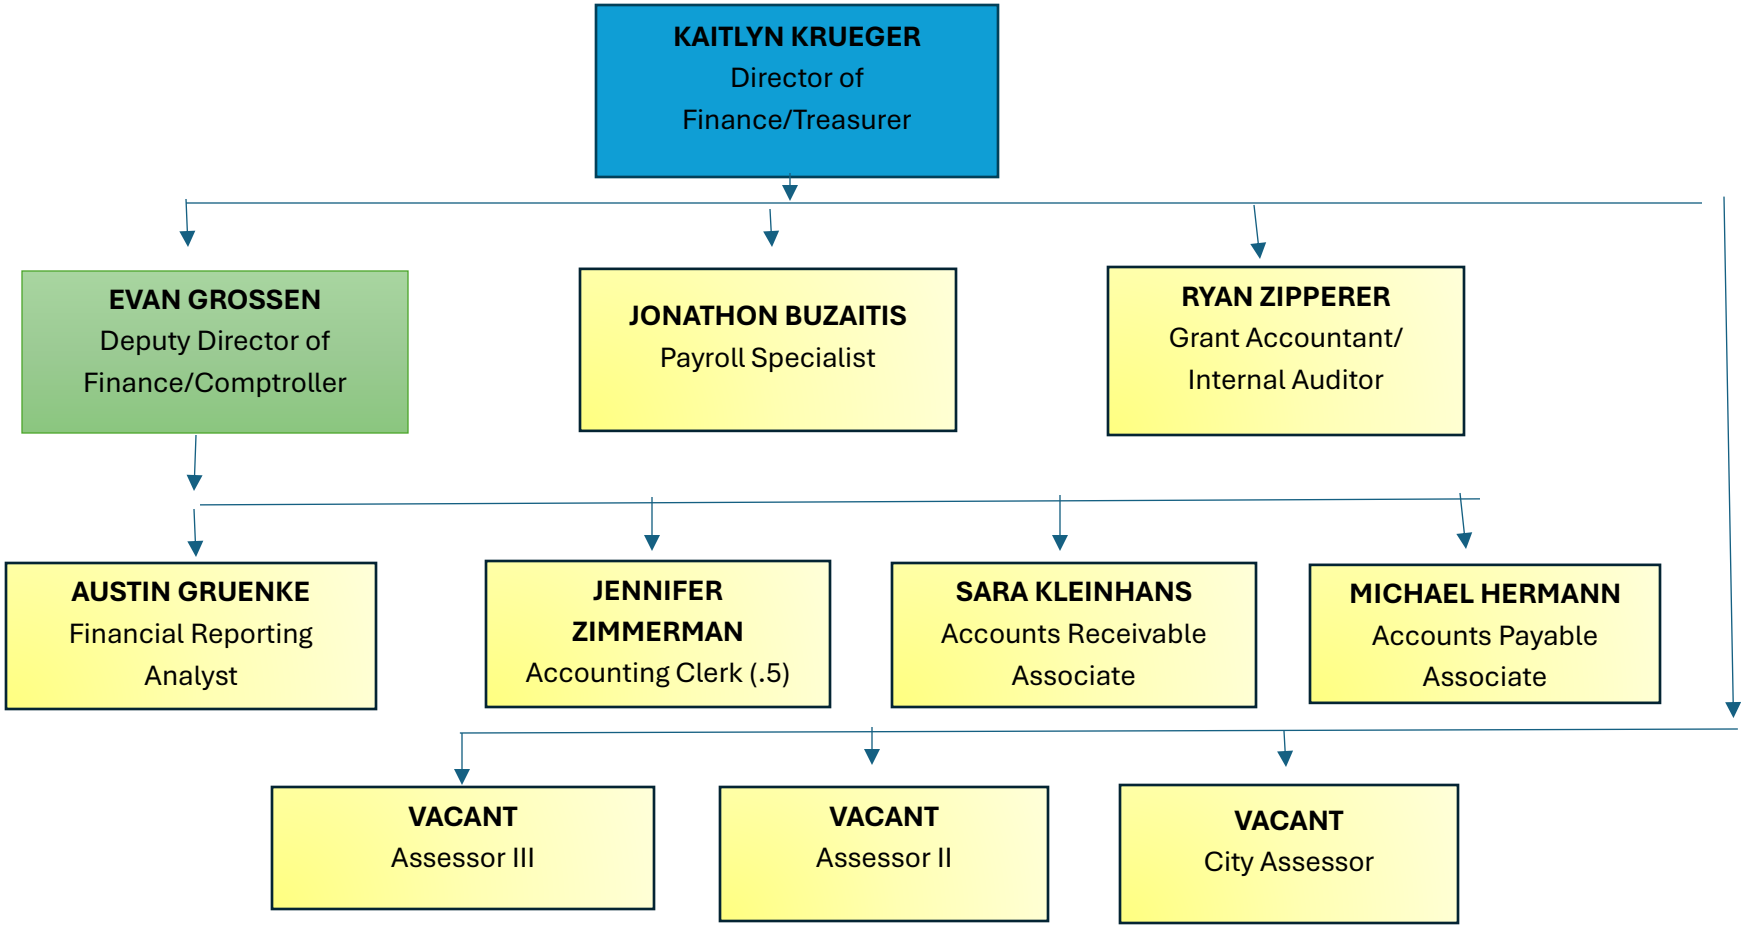 KAITLYN KRUEGER
Director of
Finance/Treasurer
EVAN GROSSEN
Deputy Director of
Finance/Comptroller
JONATHON BUZAITIS
Payroll Specialist
RYAN ZIPPERER
Grant Accountant/
Internal Auditor
AUSTIN GRUENKE
Financial Reporting
Analyst
JENNIFER
ZIMMERMAN
Accounting Clerk (.5)
SARA KLEINHANS
Accounts Receivable
Associate
MICHAEL HERMANN
Accounts Payable
Associate
VACANT
Assessor III
VACANT
Assessor II
VACANT
City Assessor